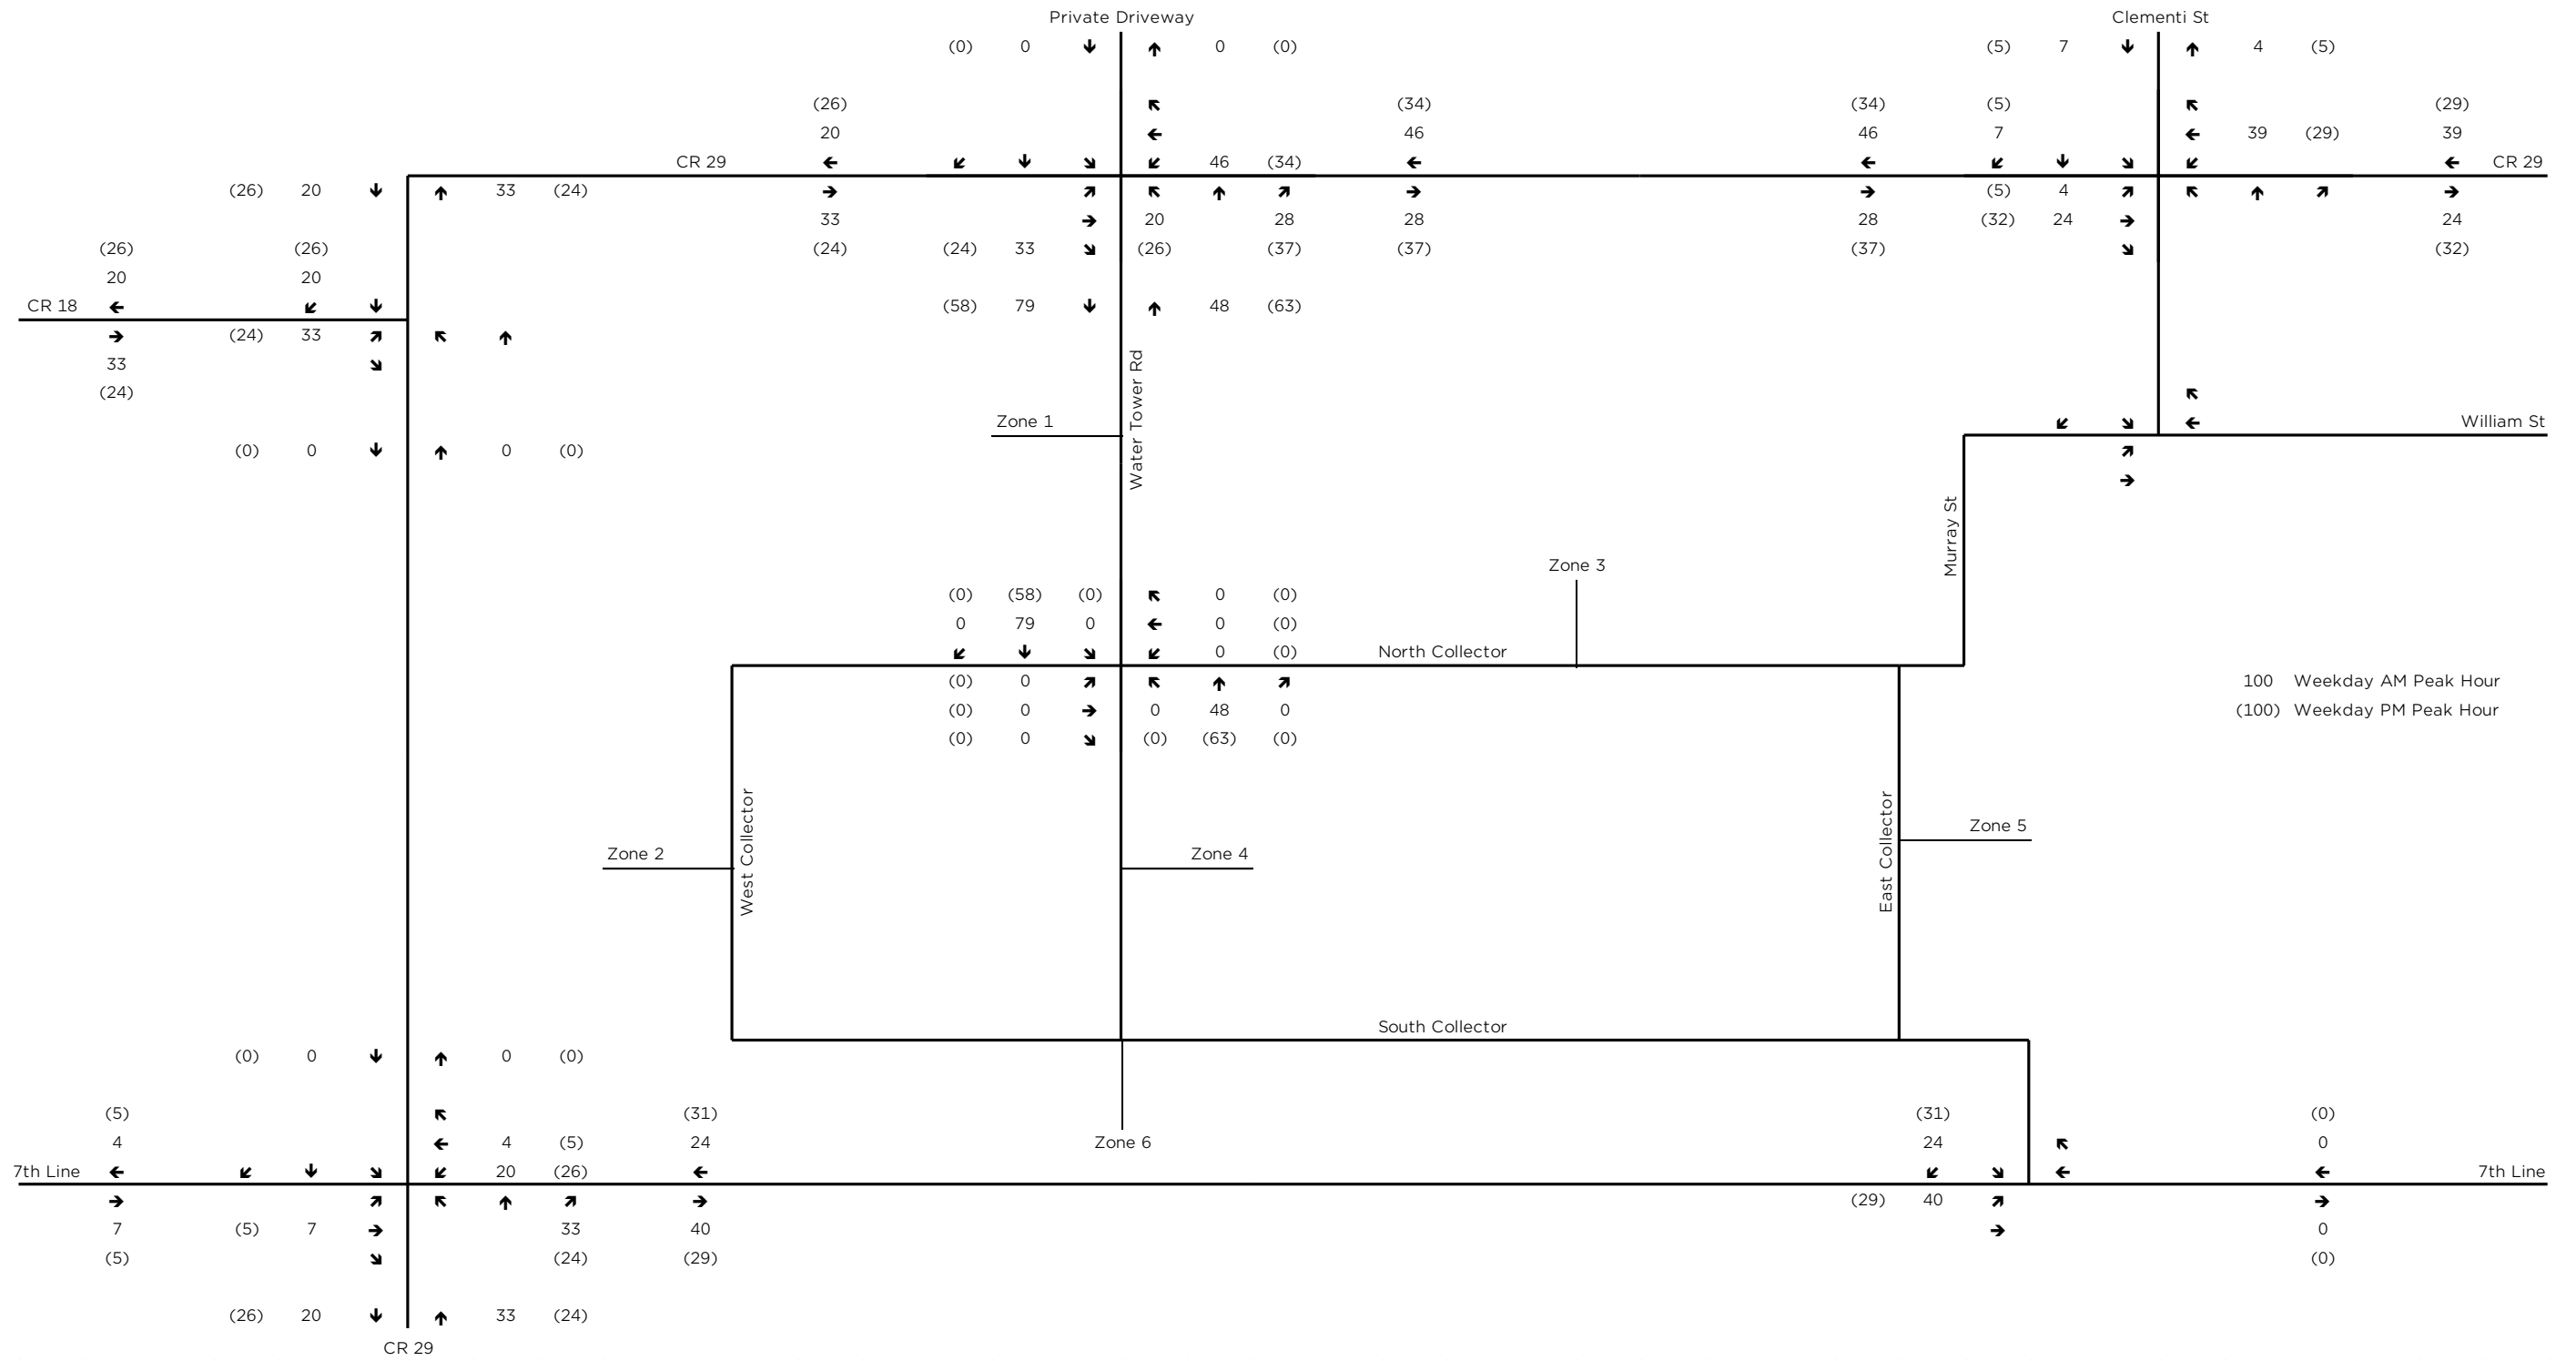 Private Driveway Clementi St
(0) 0 ↓ ↑ 0 (0) (5) 7 ↓ ↑ 4 (5)
(26) ↖ (34) (34) (5) ↖ (29)
20 ← 46 46 7 ← 39 (29) 39
CR 29 ← ↙ ↓ ↘ ↙ 46 (34) ← ← ↙ ↓ ↘ ↙ ← CR 29
(26) 20 ↓ ↑ 33 (24) → ↗ ↖ ↑ ↗ → → (5) 4 ↗ ↖ ↑ ↗ →
33 → 20 28 28 28 (32) 24 → 24
(26) (26) (24) (24) 33 ↘ (26) (37) (37) (37) ↘ (32)
20 20
CR 18 ← ↙ ↓ (58) 79 ↓ ↑ 48 (63)
→ (24) 33 ↗ ↖ ↑
33 ↘
(24) ↖
Zone 1 ↙ ↘ ← William St
(0) 0 ↓ ↑ 0 (0) ↗
Water Tower Rd
→
Murray St
Zone 3
(0) (58) (0) ↖ 0 (0)
0 79 0 ← 0 (0)
↙ ↓ ↘ ↙ 0 (0) North Collector
(0) 0 ↗ ↖ ↑ ↗ 100 Weekday AM Peak Hour
(0) 0 → 0 48 0 (100) Weekday PM Peak Hour
(0) 0 ↘ (0) (63) (0)
Zone 5
Zone 2 West Collector Zone 4 East Collector
South Collector
(0) 0 ↓ ↑ 0 (0)
(5) ↖ (31) (31) (0)
4 ← 4 (5) 24 Zone 6 24 ↖ 0
7th Line ← ↙ ↓ ↘ ↙ 20 (26) ← ↙ ↘ ← ← 7th Line
→ ↗ ↖ ↑ ↗ → (29) 40 ↗ →
7 (5) 7 → 33 40 → 0
(5) ↘ (24) (29) (0)
(26) 20 ↓ ↑ 33 (24)
CR 29